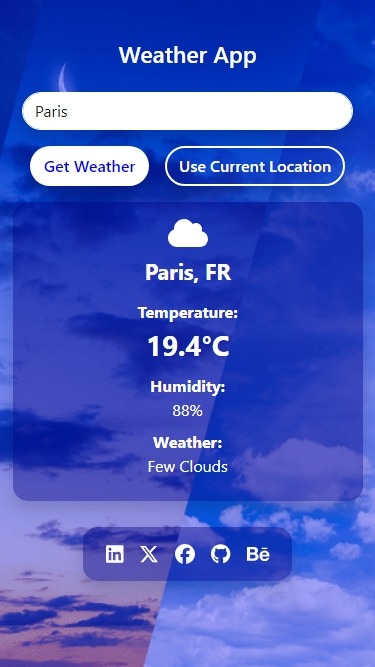 Weather App
Paris
Get Weather
Use Current Location
Paris, FR
Temperature:
19.4°C
Humidity:
88%
Weather:
Few Clouds
in X f Bē